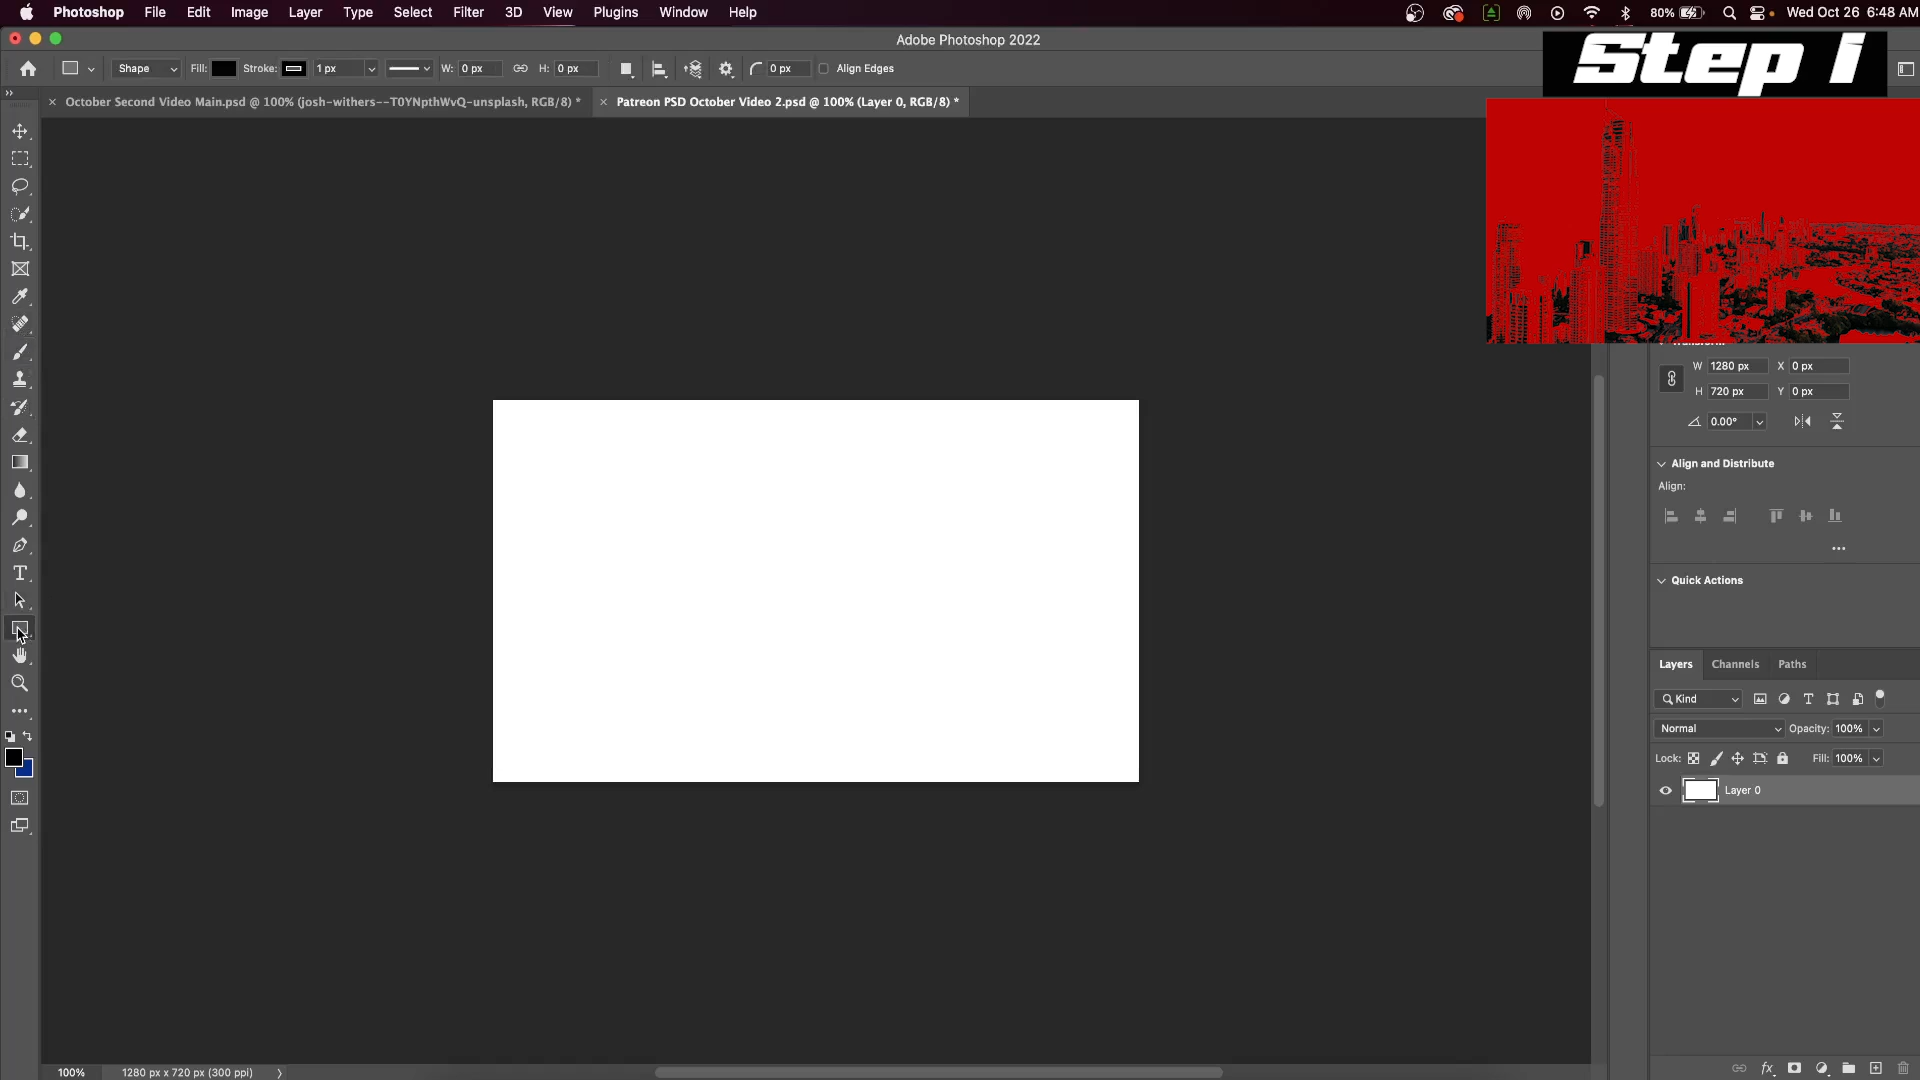 Photoshop File Edit Image Layer Type Select Filter 3D View Plugins Window Help 80% Wed Oct 26 6:48 AM
Adobe Photoshop 2022
Step 1
Shape Fill: Stroke: 1 px W: 0 px H: 0 px 0 px Align Edges
October Second Video Main.psd @ 100% (josh-withers--T0YNpthWvQ-unsplash, RGB/8) *
Patreon PSD October Video 2.psd @ 100% (Layer 0, RGB/8) *
W 1280 px X 0 px
H 720 px Y 0 px
0.00°
Align and Distribute
Align:
Quick Actions
Layers Channels Paths
Kind
Normal Opacity: 100%
Lock: Fill: 100%
Layer 0
100% 1280 px x 720 px (300 ppi)